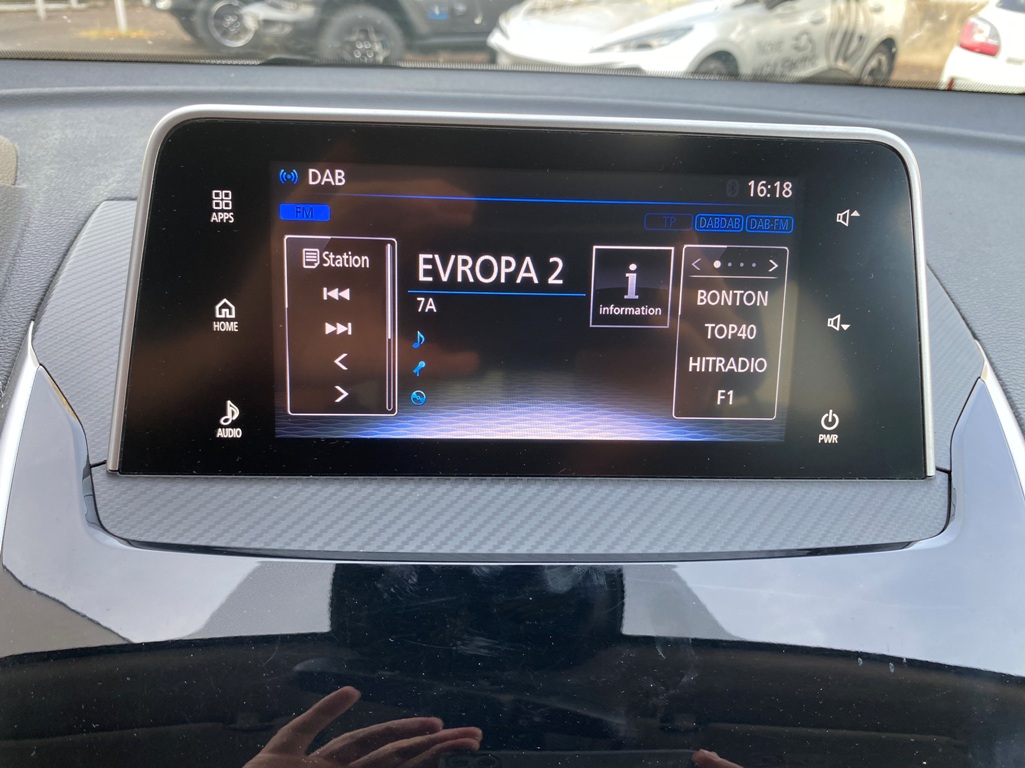 DAB
16:18
FM
TP
DABDAB
DAB-FM
APPS
HOME
AUDIO
Station
EVROPA 2
7A
i
information
BONTON
TOP40
HITRADIO
F1
PWR